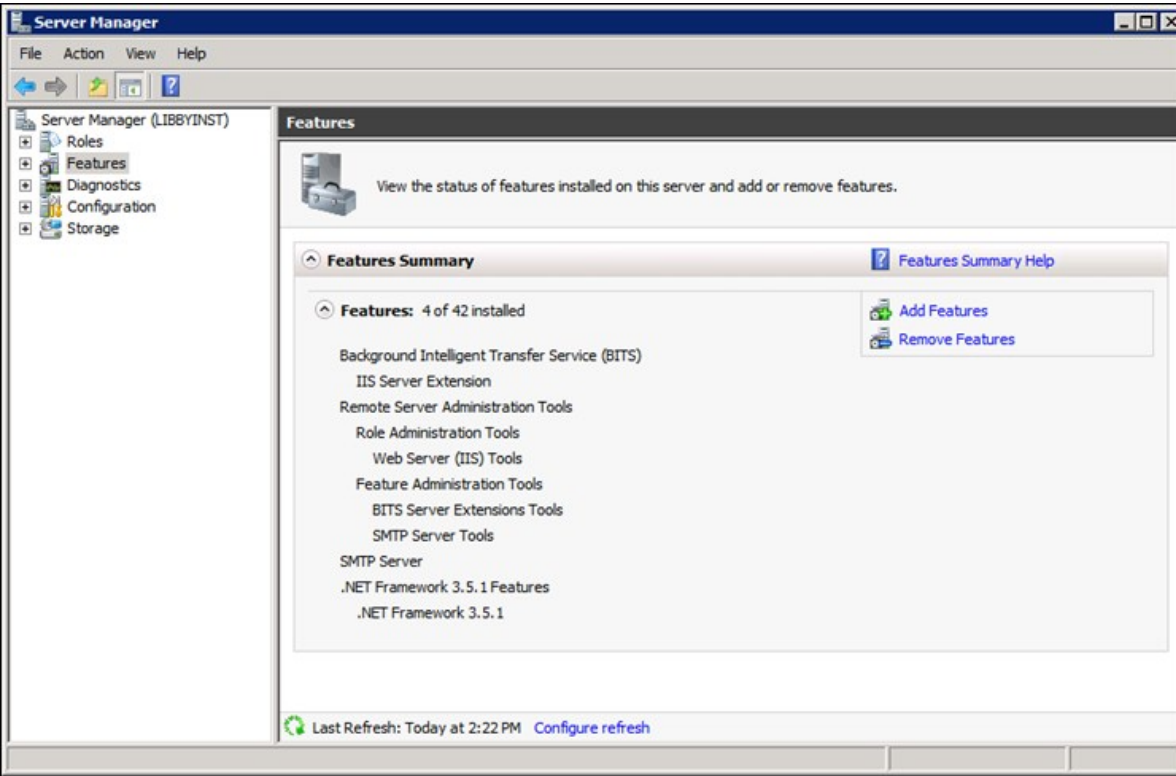 Server Manager
File Action View Help
Server Manager (LIBBYINST)
Roles
Features
Diagnostics
Configuration
Storage
Features
View the status of features installed on this server and add or remove features.
Features Summary
Features Summary Help
Features: 4 of 42 installed
Add Features
Remove Features
Background Intelligent Transfer Service (BITS)
IIS Server Extension
Remote Server Administration Tools
Role Administration Tools
Web Server (IIS) Tools
Feature Administration Tools
BITS Server Extensions Tools
SMTP Server Tools
SMTP Server
.NET Framework 3.5.1 Features
.NET Framework 3.5.1
Last Refresh: Today at 2:22 PM Configure refresh